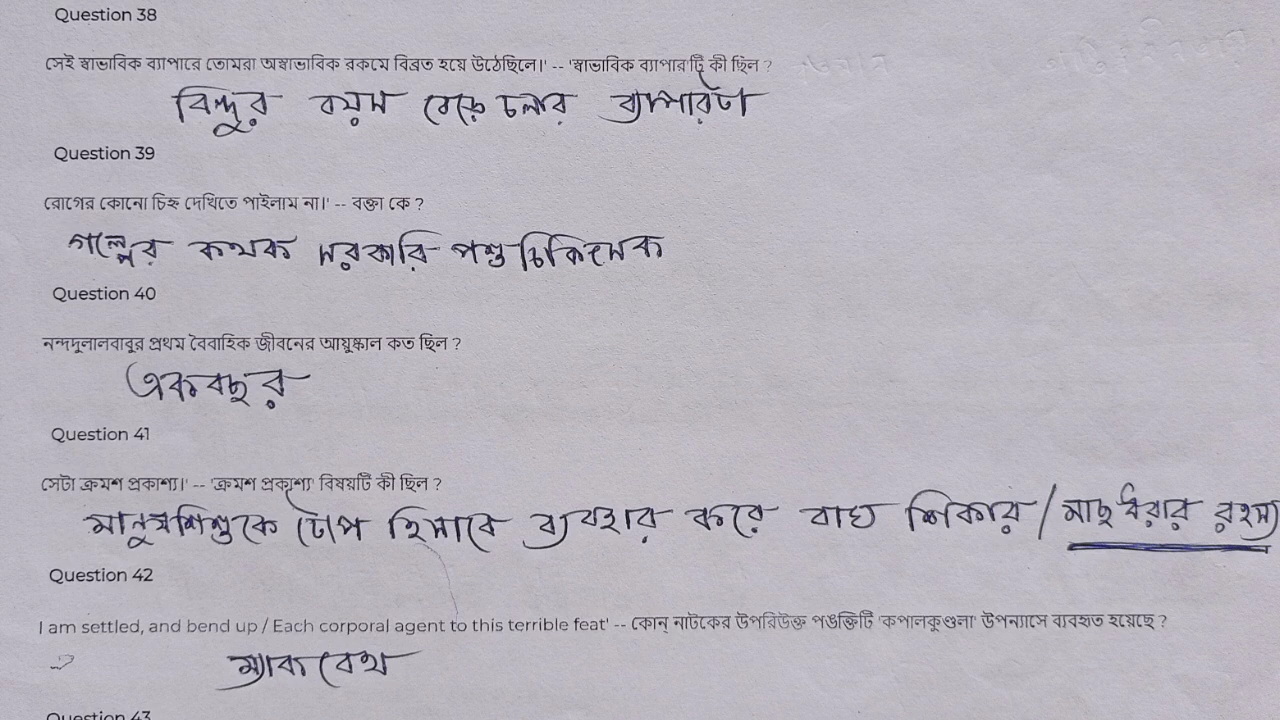 Question 38
সেই স্বাভাবিক ব্যাপারে তোমরা অস্বাভাবিক রকমে বিব্রত হয়ে উঠেছিলে।' -- 'স্বাভাবিক ব্যাপার'টি কী ছিল ?
বিন্দুর বয়স বেড়ে চলার ব্যাপারটা
Question 39
রোগের কোনো চিহ্ন দেখিতে পাইলাম না।' -- বক্তা কে ?
গল্পের কথক সরকারি পশু চিকিৎসক
Question 40
নন্দদুলালবাবুর প্রথম বৈবাহিক জীবনের আয়ুষ্কাল কত ছিল ?
একবছর
Question 41
সেটা ক্রমশ প্রকাশ্য।' -- 'ক্রমশ প্রকাশ্য' বিষয়টি কী ছিল ?
মানুষশিশুকে টোপ হিসাবে ব্যবহার করে বাঘ শিকার / মাছ ধরার রহস্য
Question 42
I am settled, and bend up / Each corporal agent to this terrible feat' -- কোন্ নাটকের উপরিউক্ত পঙক্তিটি 'কপালকুণ্ডলা' উপন্যাসে ব্যবহৃত হয়েছে ?
ম্যাকবেথ
Question 43